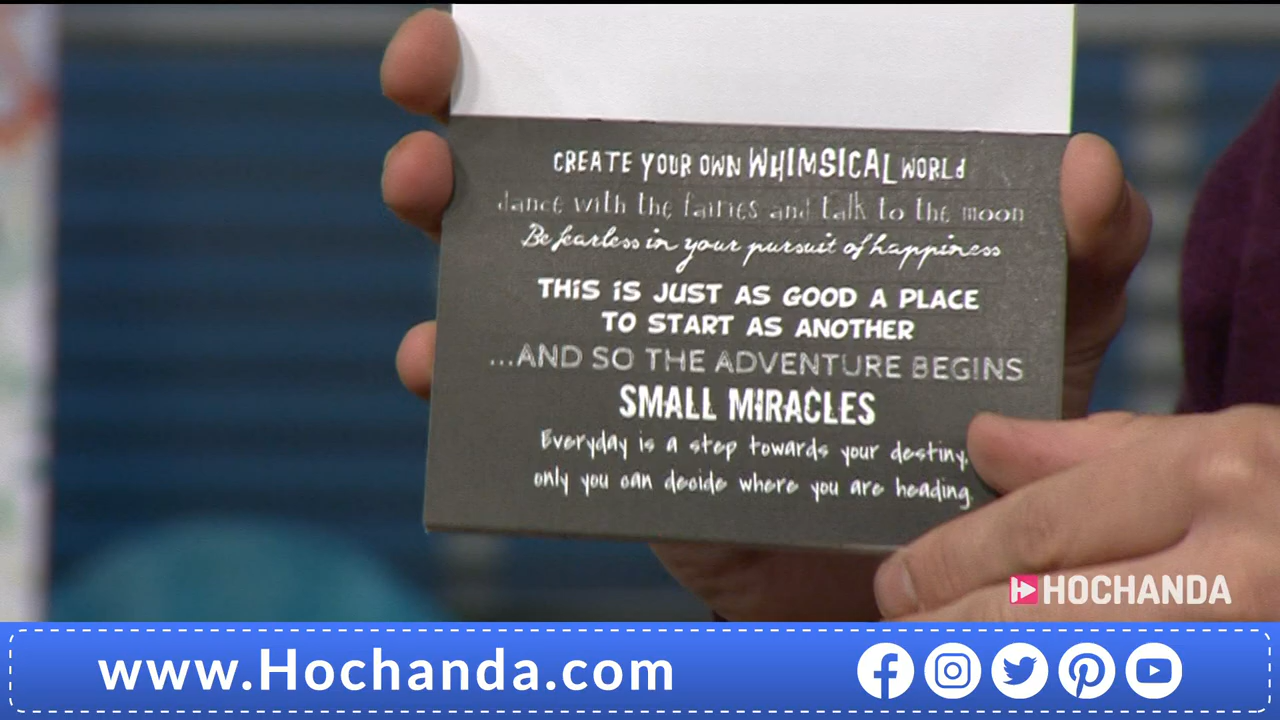 CREATE YOUR OWN WHIMSICAL WORLd
dance with the fairies and talk to the moon
Be fearless in your pursuit of happiness
THiS iS JUST AS GOOD A PLACE
TO START AS ANOTHER
...AND SO THE ADVENTURE BEGINS
SMALL MIRACLES
Everyday is a step towards your destiny,
only you can decide where you are heading.
HOCHANDA
www.Hochanda.com